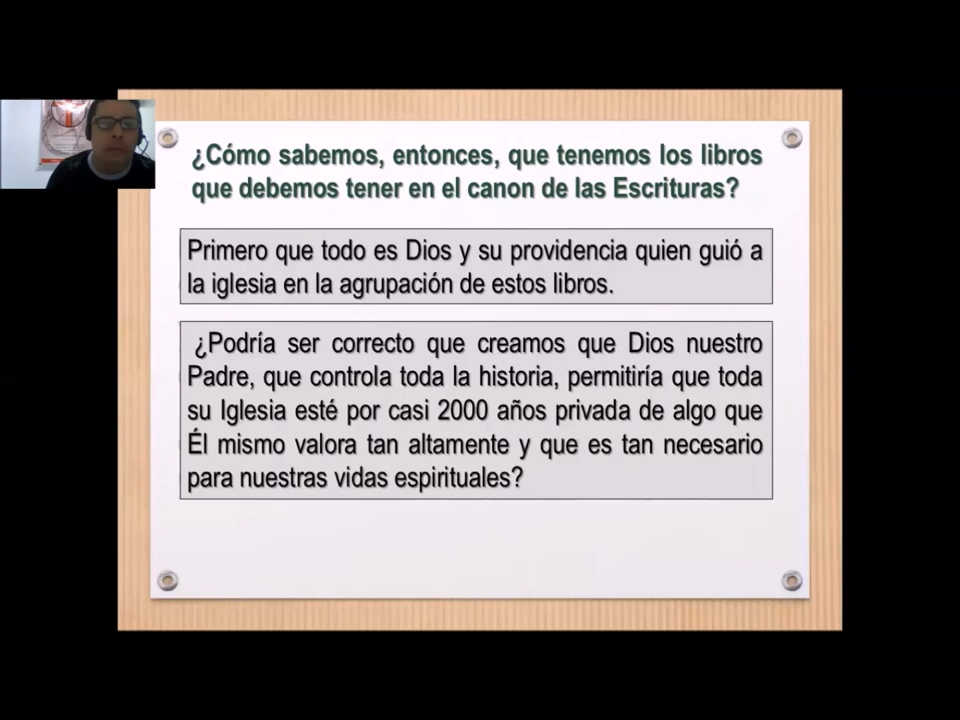 ¿Cómo sabemos, entonces, que tenemos los libros
que debemos tener en el canon de las Escrituras?
Primero que todo es Dios y su providencia quien guió a
la iglesia en la agrupación de estos libros.
¿Podría ser correcto que creamos que Dios nuestro
Padre, que controla toda la historia, permitiría que toda
su Iglesia esté por casi 2000 años privada de algo que
Él mismo valora tan altamente y que es tan necesario
para nuestras vidas espirituales?